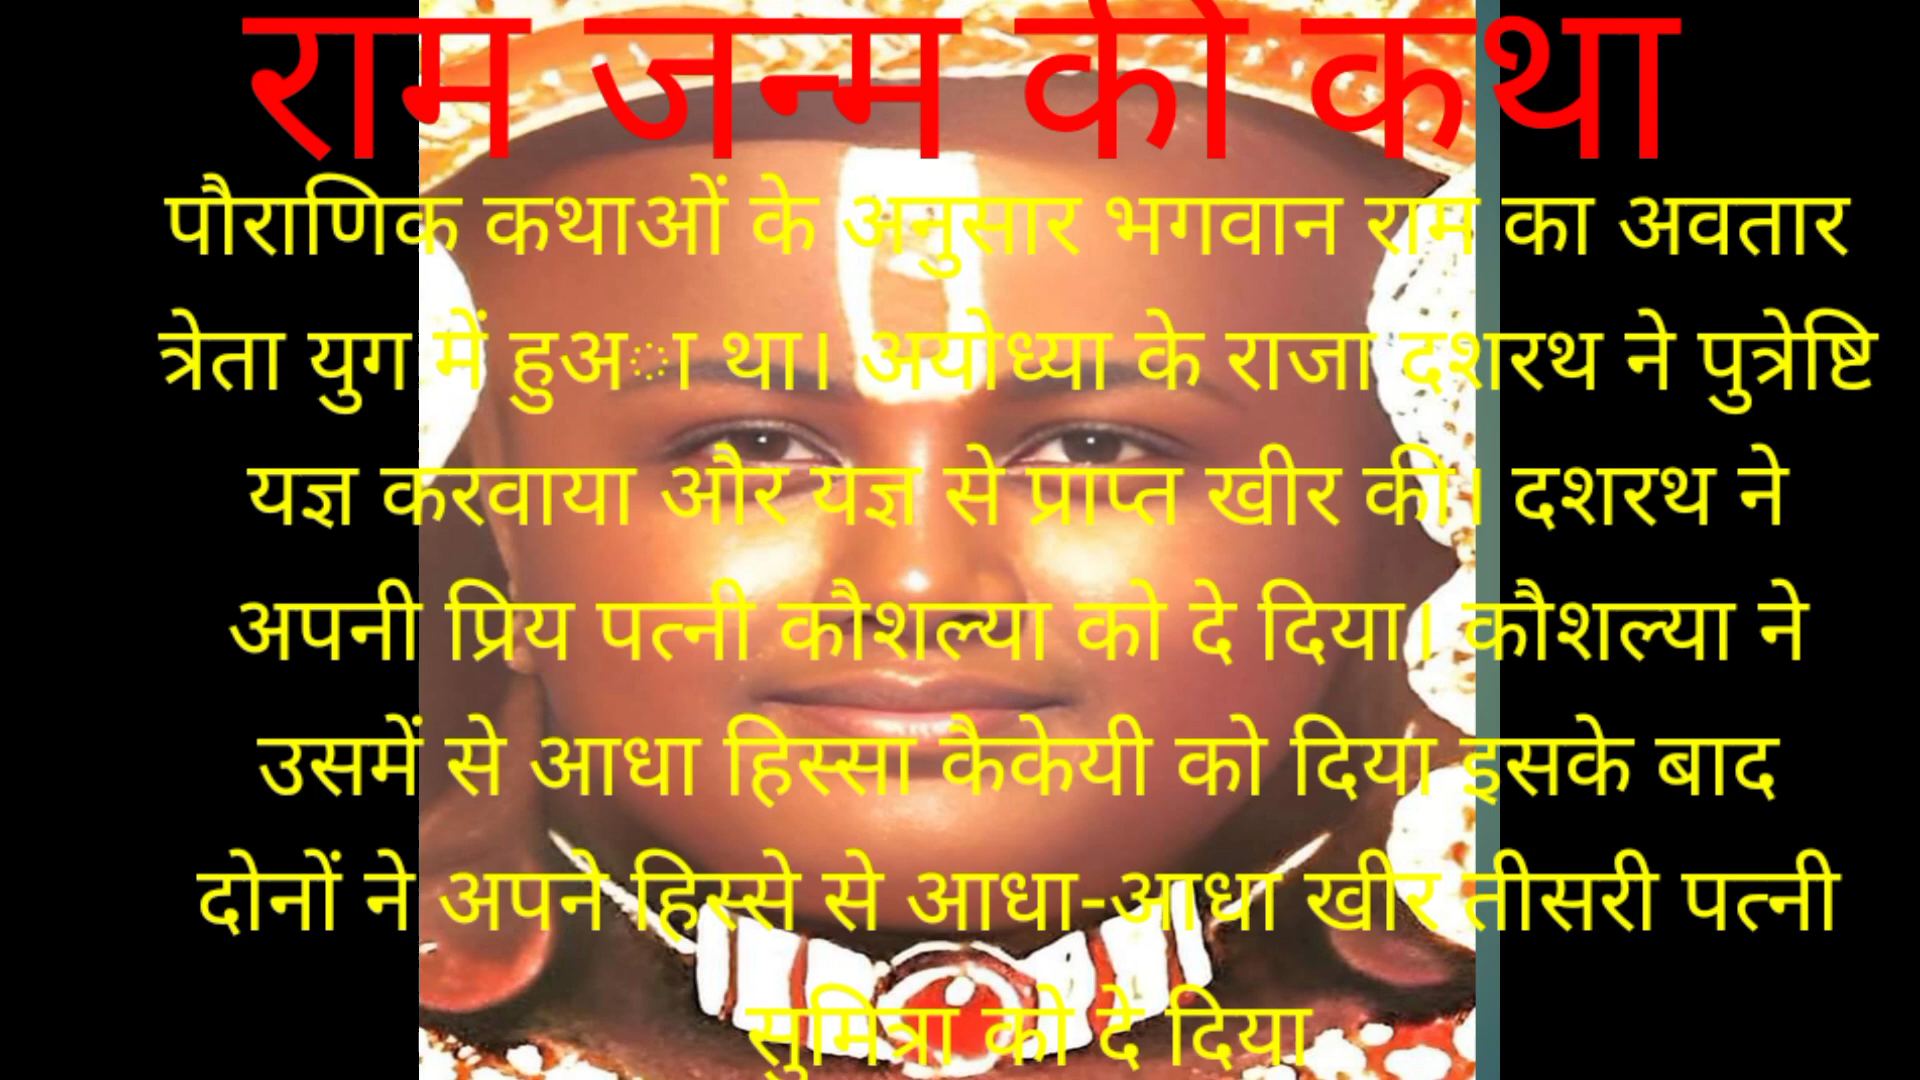 राम जन्म की कथा
पौराणिक कथाओं के अनुसार भगवान राम का अवतार
त्रेता युग में हुअा था। अयोध्या के राजा दशरथ ने पुत्रेष्टि
यज्ञ करवाया और यज्ञ से प्राप्त खीर की। दशरथ ने
अपनी प्रिय पत्नी कौशल्या को दे दिया। कौशल्या ने
उसमें से आधा हिस्सा कैकेयी को दिया इसके बाद
दोनों ने अपने हिस्से से आधा-आधा खीर तीसरी पत्नी
सुमित्रा को दे दिया